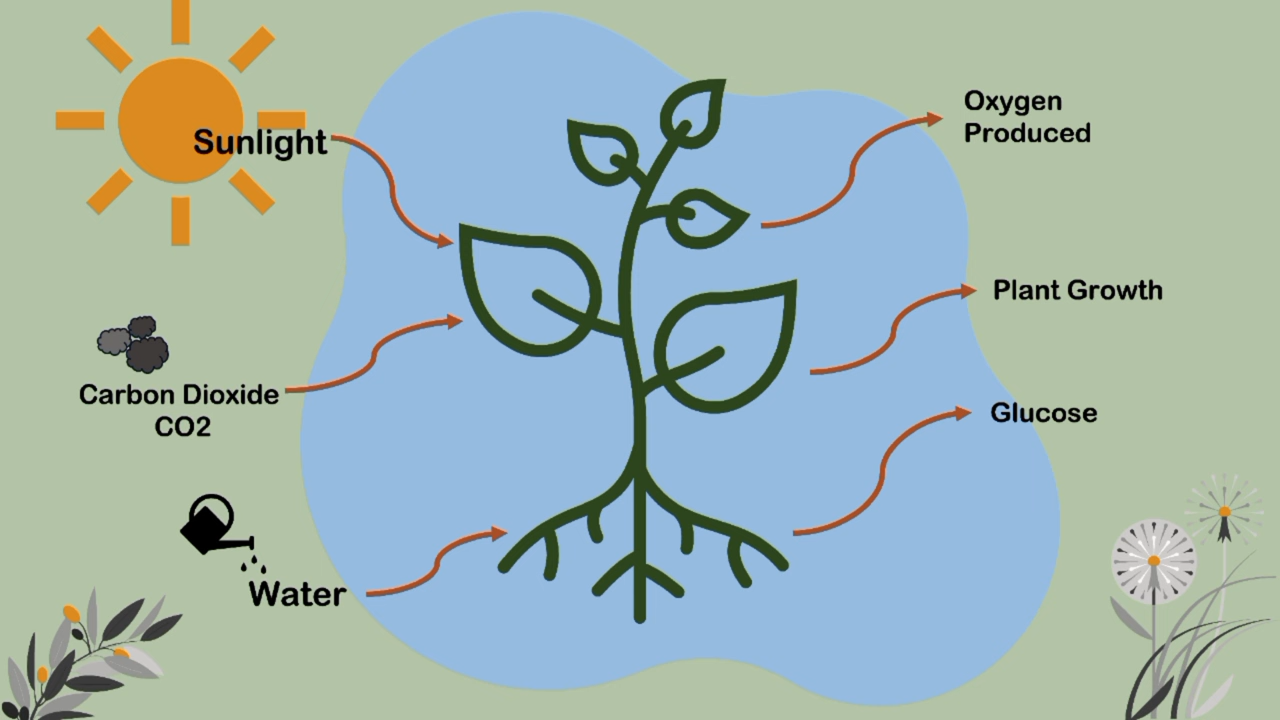 Sunlight
Carbon Dioxide
CO2
Water
Oxygen
Produced
Plant Growth
Glucose